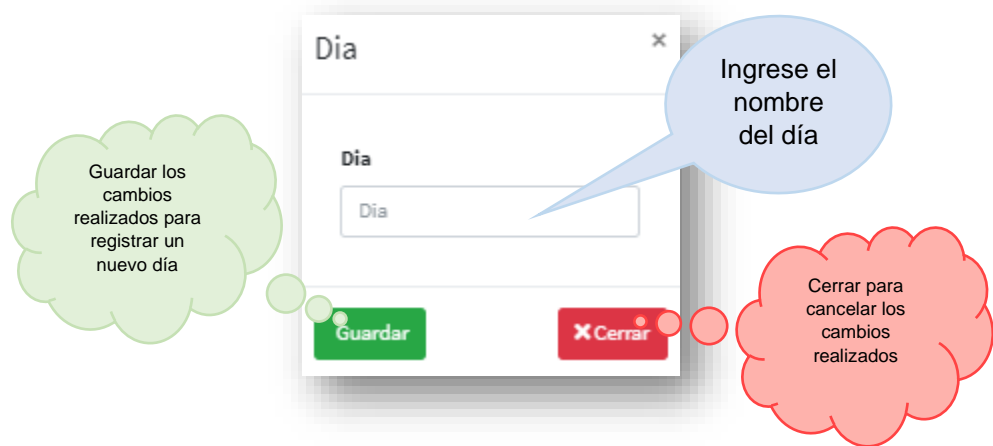 Dia
×
Ingrese el
nombre
del día
Guardar los
cambios
realizados para
registrar un
nuevo día
Dia
Dia
Guardar
×Cerrar
Cerrar para
cancelar los
cambios
realizados